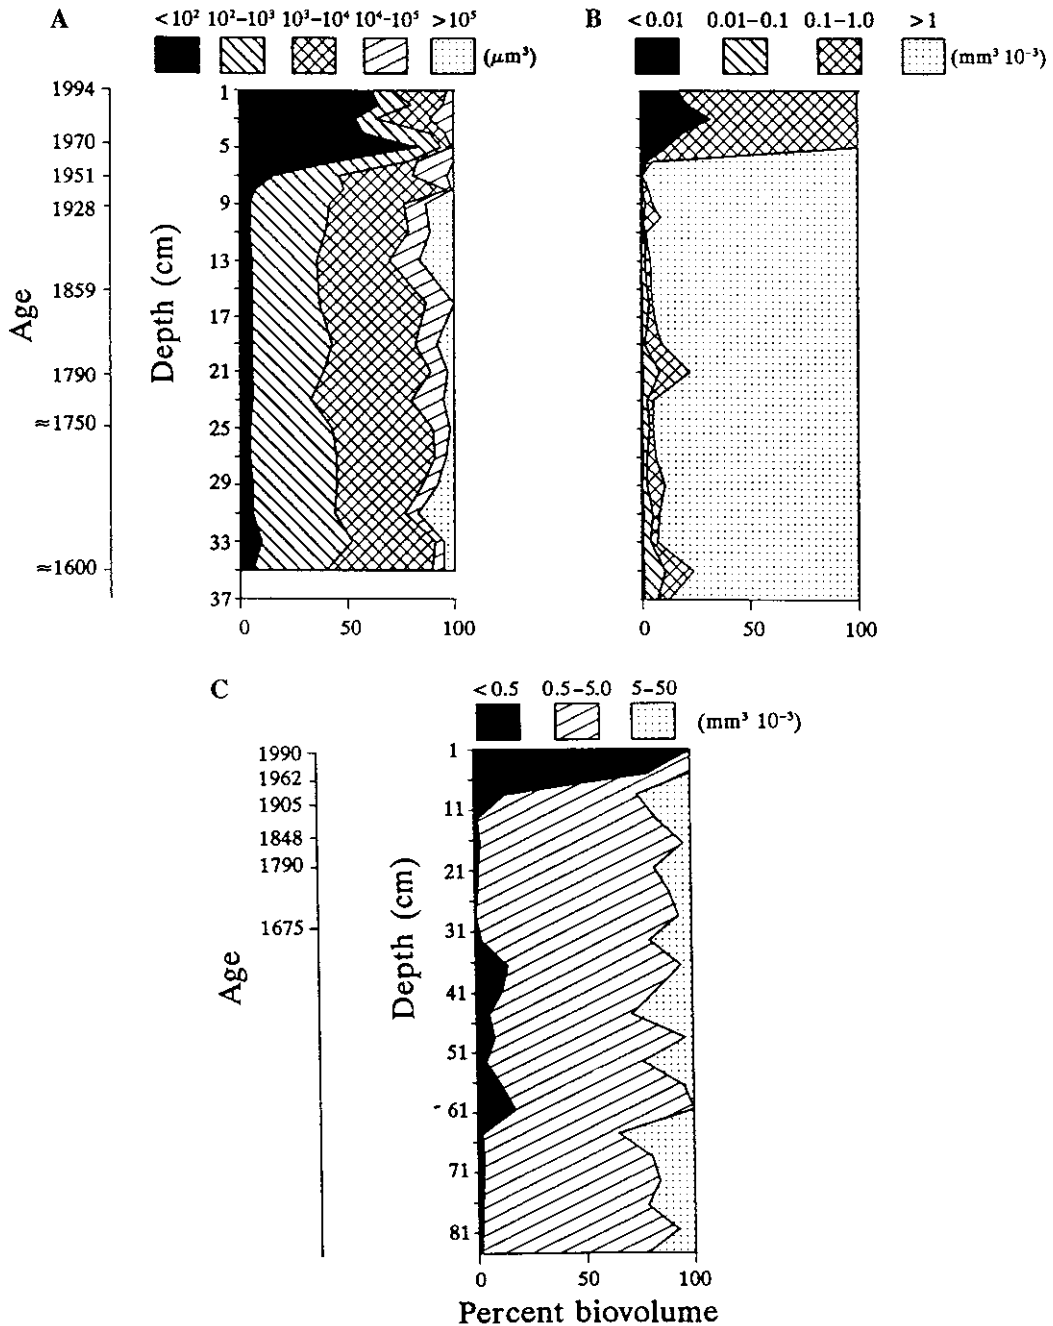 A
<10² 10²–10³ 10³–10⁴ 10⁴–10⁵ >10⁵
(μm³)
B
<0.01 0.01–0.1 0.1–1.0 >1
(mm³ 10⁻³)
Age
1994
1970
1951
1928
1859
1790
≈1750
≈1600
Depth (cm)
1
5
9
13
17
21
25
29
33
37
0 50 100
0 50 100
C
<0.5 0.5–5.0 5–50
(mm³ 10⁻³)
Age
1990
1962
1905
1848
1790
1675
Depth (cm)
1
11
21
31
41
51
61
71
81
0 50 100
Percent biovolume